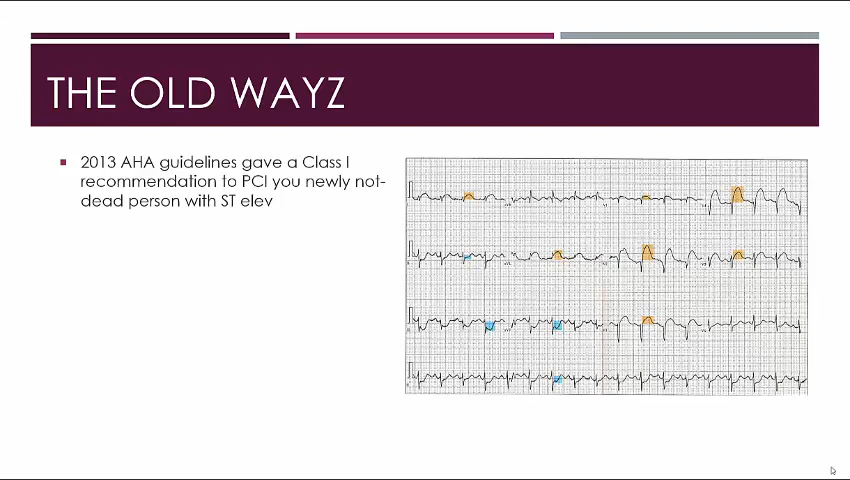 THE OLD WAYZ
2013 AHA guidelines gave a Class I
recommendation to PCI you newly not-
dead person with ST elev